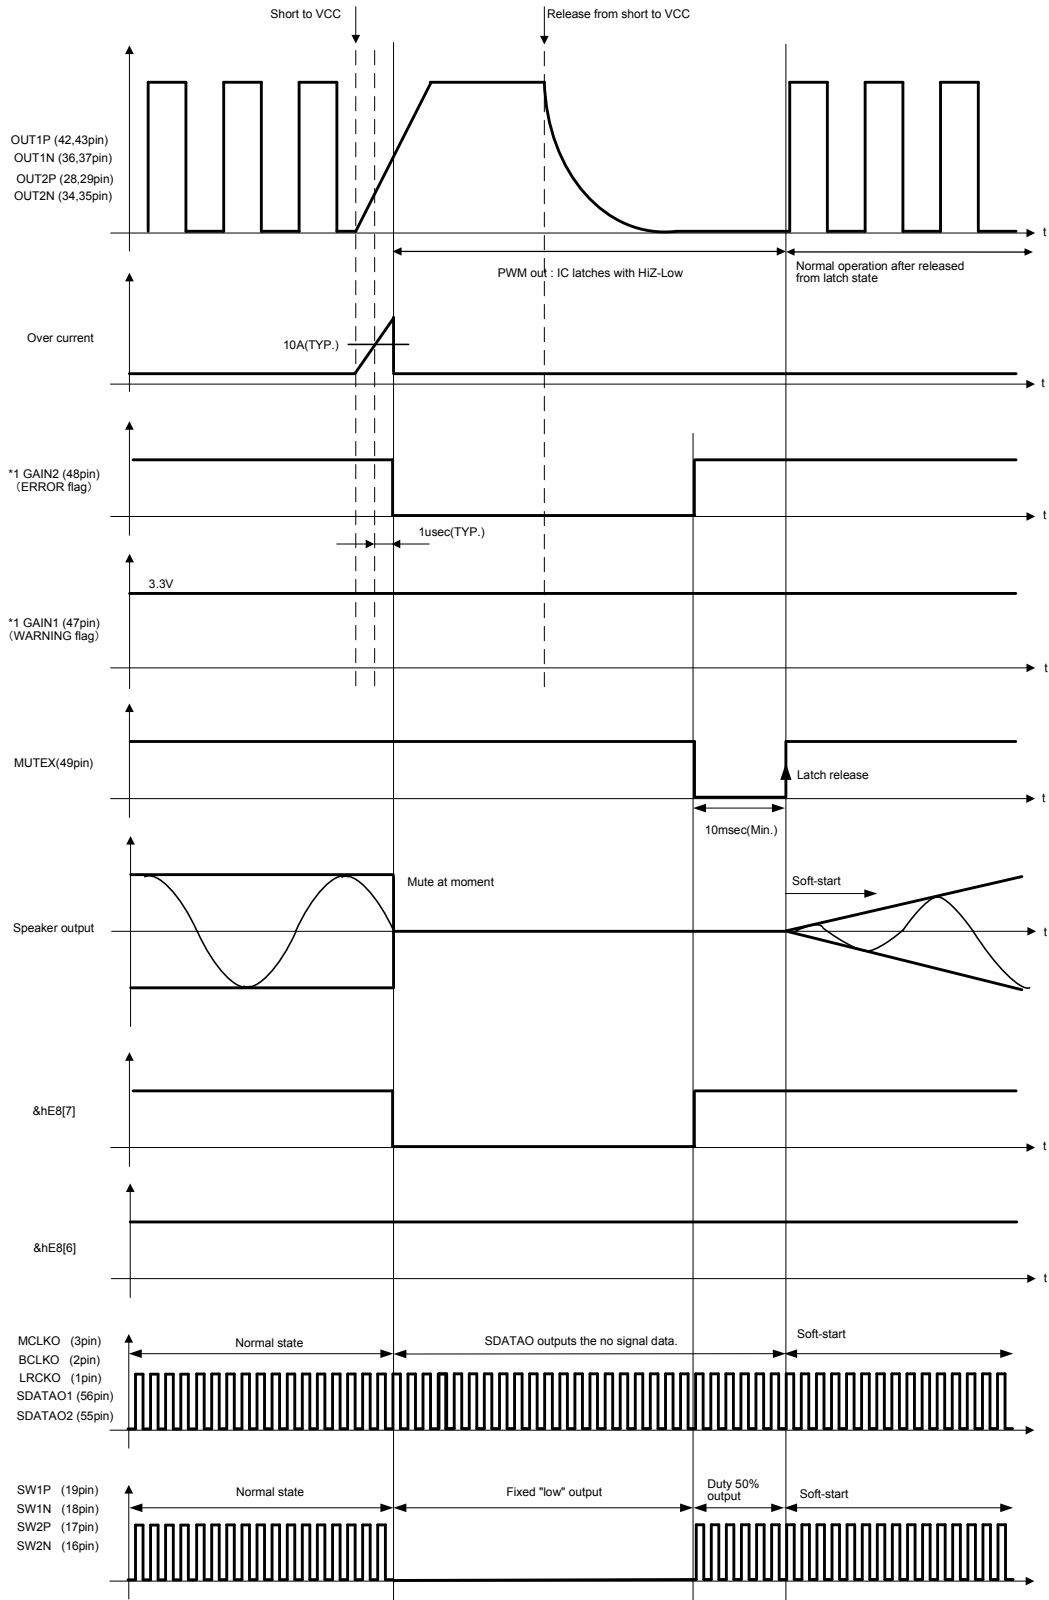 Short to VCC
Release from short to VCC
OUT1P (42,43pin)
OUT1N (36,37pin)
OUT2P (28,29pin)
OUT2N (34,35pin)
t
PWM out : IC latches with HiZ-Low
Normal operation after released
from latch state
Over current
10A(TYP.)
t
*1 GAIN2 (48pin)
（ERROR flag）
t
1usec(TYP.)
3.3V
*1 GAIN1 (47pin)
（WARNING flag）
t
MUTEX(49pin)
Latch release
t
10msec(Min.)
Mute at moment
Soft-start
Speaker output
t
&hE8[7]
t
&hE8[6]
t
MCLKO (3pin)
BCLKO (2pin)
LRCKO (1pin)
SDATAO1 (56pin)
SDATAO2 (55pin)
Normal state
SDATAO outputs the no signal data.
Soft-start
SW1P (19pin)
SW1N (18pin)
SW2P (17pin)
SW2N (16pin)
Normal state
Fixed "low" output
Duty 50%
output
Soft-start